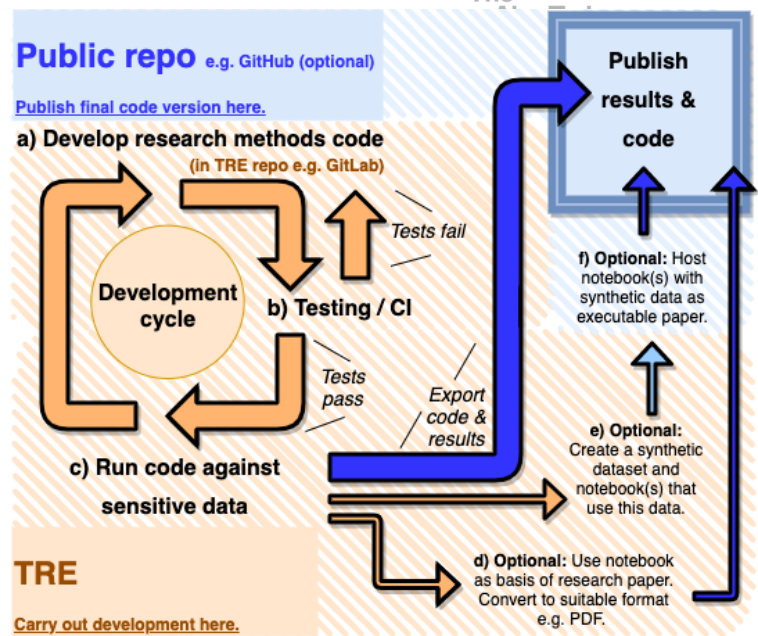 Public repo e.g. GitHub (optional)
Publish final code version here.
a) Develop research methods code
(in TRE repo e.g. GitLab)
Tests fail
Development
cycle
b) Testing / CI
Tests
pass
Export
code &
results
c) Run code against
sensitive data
TRE
Carry out development here.
Publish
results &
code
f) Optional: Host
notebook(s) with
synthetic data as
executable paper.
e) Optional:
Create a synthetic
dataset and
notebook(s) that
use this data.
d) Optional: Use notebook
as basis of research paper.
Convert to suitable format
e.g. PDF.